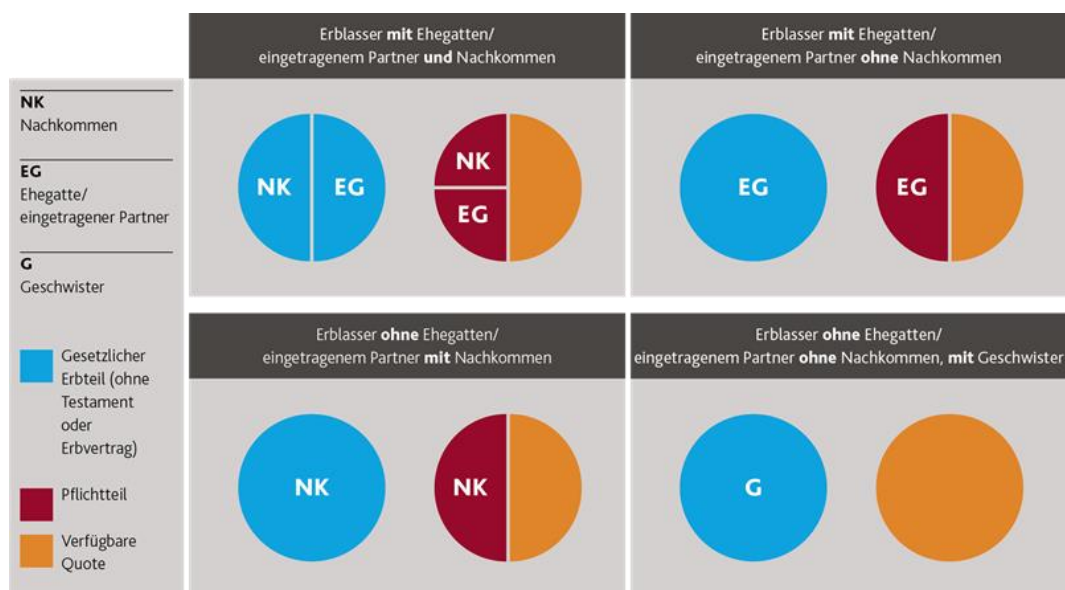 Erblasser mit Ehegatten/
eingetragenem Partner und Nachkommen
Erblasser mit Ehegatten/
eingetragenem Partner ohne Nachkommen
NK
Nachkommen
EG
Ehegatte/
eingetragener Partner
G
Geschwister
Gesetzlicher
Erbteil (ohne
Testament
oder
Erbvertrag)
Pflichtteil
Verfügbare
Quote
NK
EG
NK
EG
EG
EG
Erblasser ohne Ehegatten/
eingetragenem Partner mit Nachkommen
Erblasser ohne Ehegatten/
eingetragenem Partner ohne Nachkommen, mit Geschwister
NK
NK
G